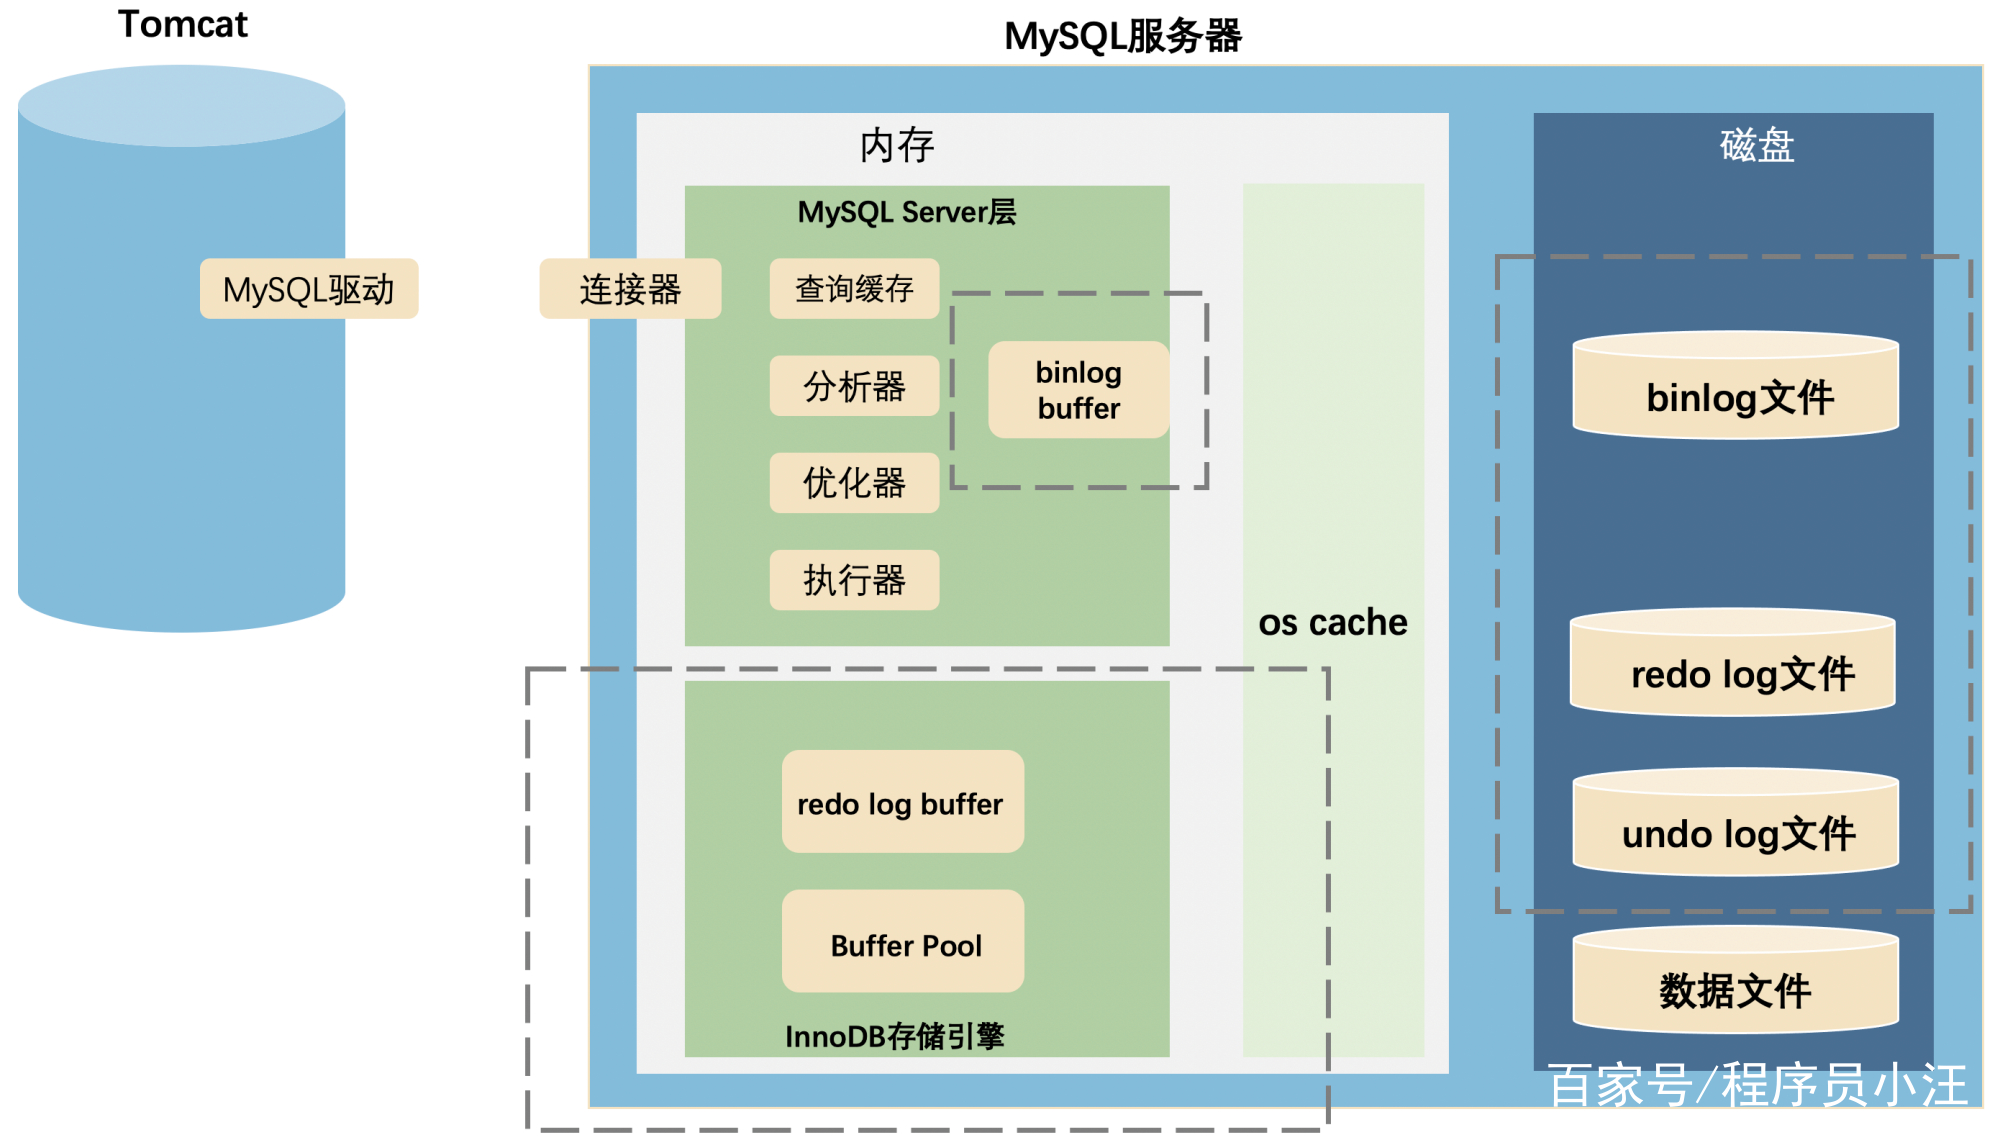 Tomcat
MySQL服务器
内存
磁盘
MySQL Server层
MySQL驱动
连接器
查询缓存
分析器
优化器
执行器
binlog
buffer
os cache
redo log buffer
Buffer Pool
InnoDB存储引擎
binlog文件
redo log文件
undo log文件
数据文件
百家号/程序员小汪